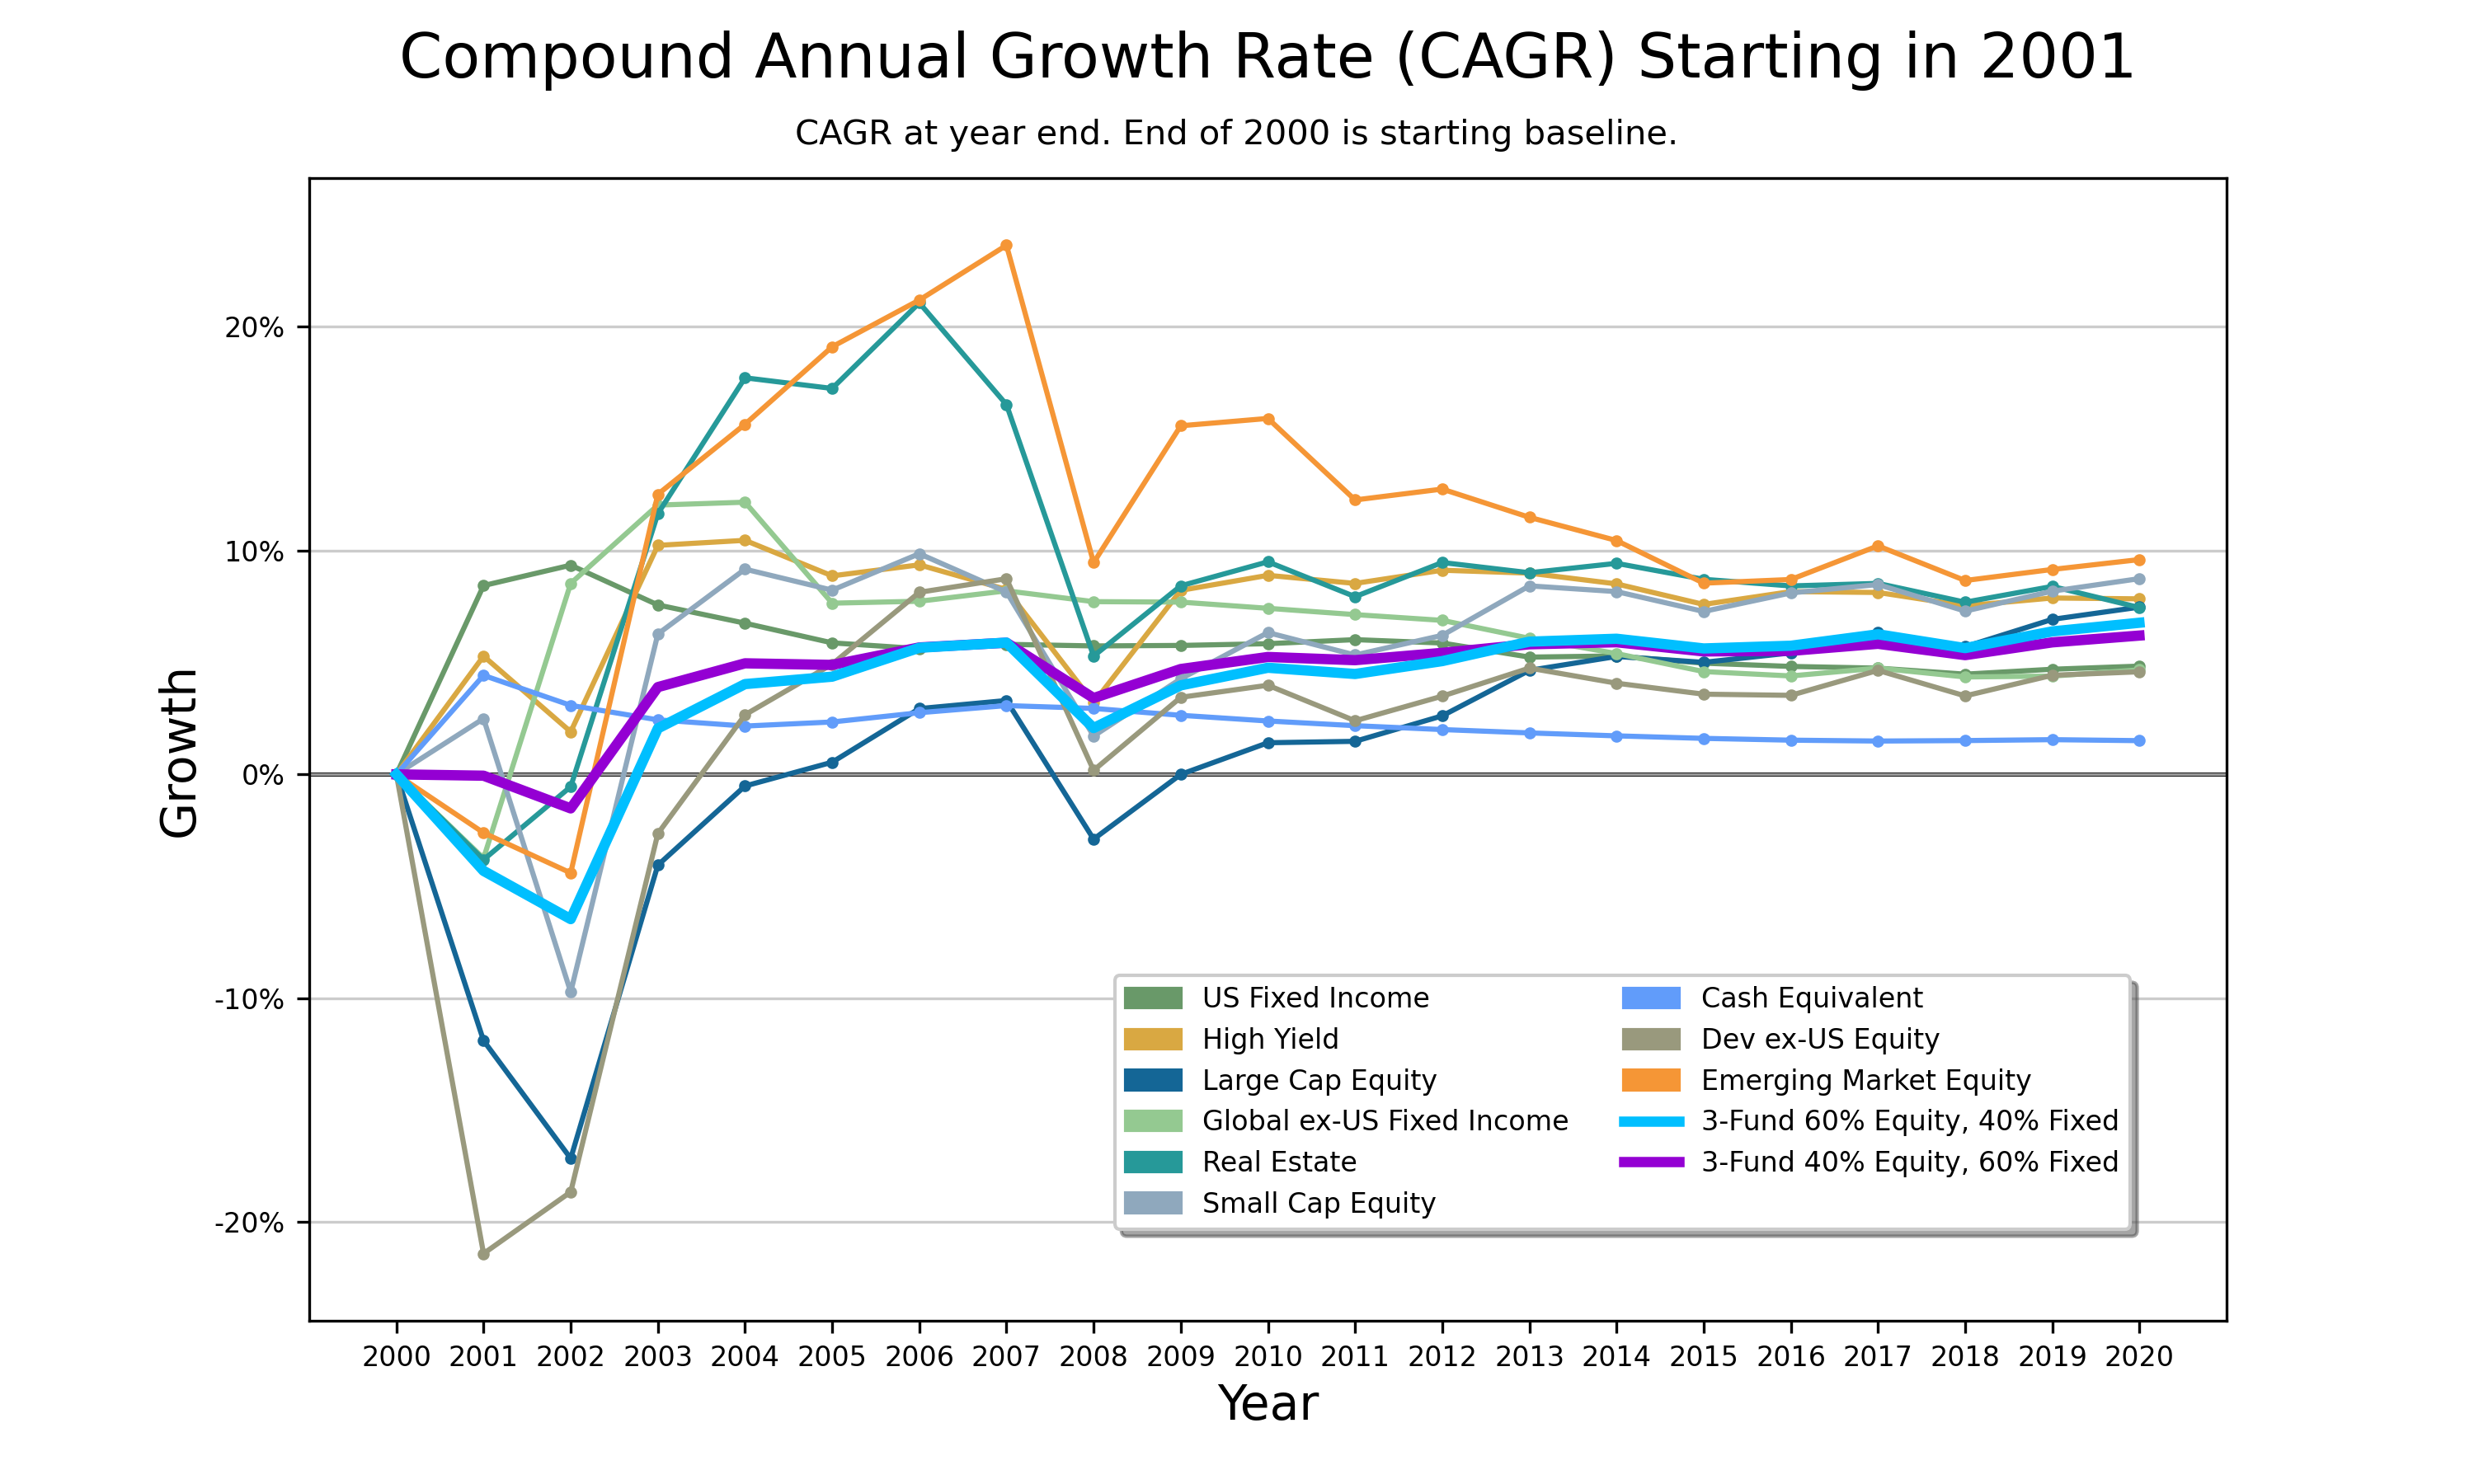 Compound Annual Growth Rate (CAGR) Starting in 2001
CAGR at year end. End of 2000 is starting baseline.
Growth
20%
10%
0%
-10%
-20%
US Fixed Income
High Yield
Large Cap Equity
Global ex-US Fixed Income
Real Estate
Small Cap Equity
Cash Equivalent
Dev ex-US Equity
Emerging Market Equity
3-Fund 60% Equity, 40% Fixed
3-Fund 40% Equity, 60% Fixed
2000 2001 2002 2003 2004 2005 2006 2007 2008 2009 2010 2011 2012 2013 2014 2015 2016 2017 2018 2019 2020
Year